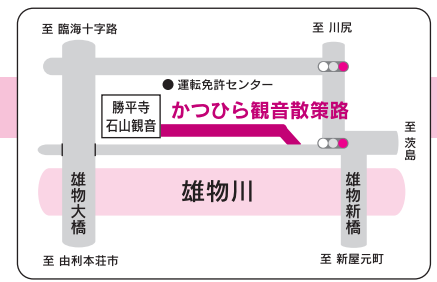 至 臨海十字路
至 川尻
● 運転免許センター
勝平寺
石山観音
かつひら観音散策路
至 茨島
雄物大橋
雄物川
雄物新橋
至 由利本荘市
至 新屋元町